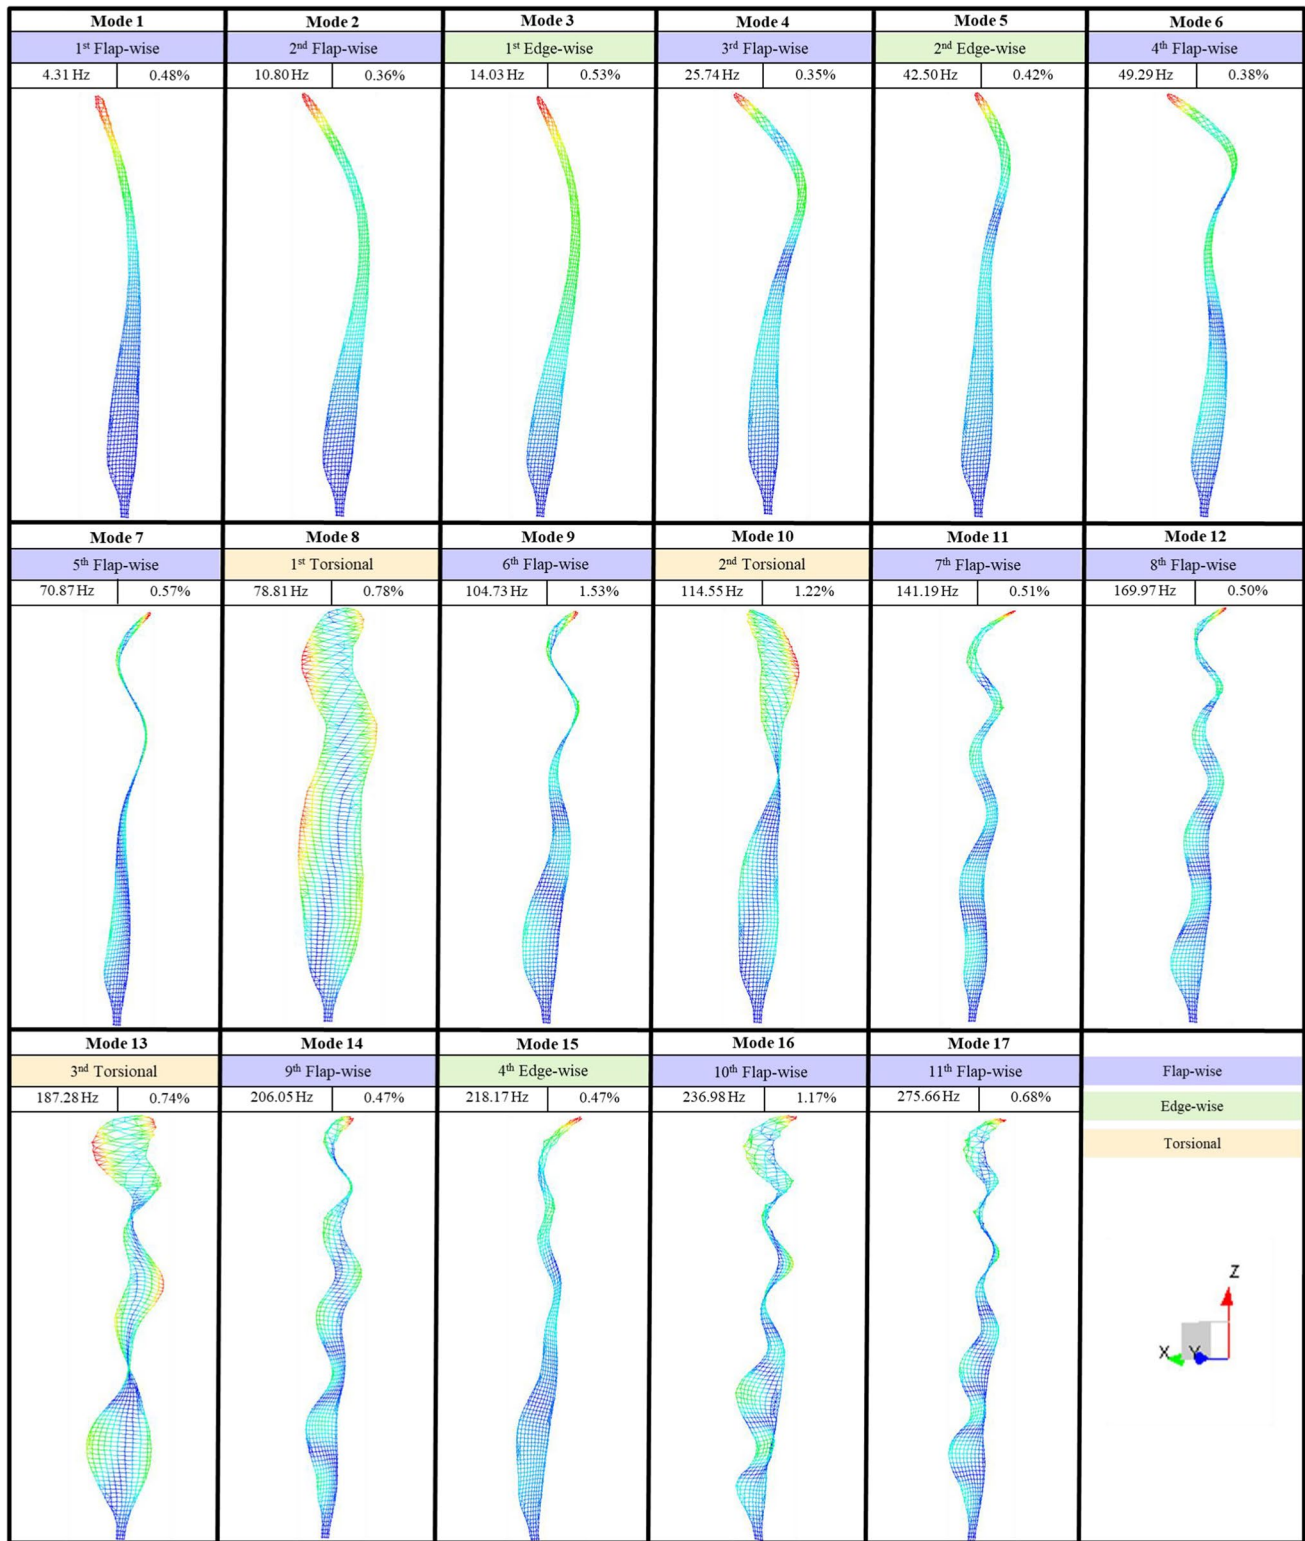 Mode 1 Mode 2 Mode 3 Mode 4 Mode 5 Mode 6
1st Flap-wise 2nd Flap-wise 1st Edge-wise 3rd Flap-wise 2nd Edge-wise 4th Flap-wise
4.31 Hz 0.48% 10.80 Hz 0.36% 14.03 Hz 0.53% 25.74 Hz 0.35% 42.50 Hz 0.42% 49.29 Hz 0.38%
Mode 7 Mode 8 Mode 9 Mode 10 Mode 11 Mode 12
5th Flap-wise 1st Torsional 6th Flap-wise 2nd Torsional 7th Flap-wise 8th Flap-wise
70.87 Hz 0.57% 78.81 Hz 0.78% 104.73 Hz 1.53% 114.55 Hz 1.22% 141.19 Hz 0.51% 169.97 Hz 0.50%
Mode 13 Mode 14 Mode 15 Mode 16 Mode 17
3nd Torsional 9th Flap-wise 4th Edge-wise 10th Flap-wise 11th Flap-wise Flap-wise
187.28 Hz 0.74% 206.05 Hz 0.47% 218.17 Hz 0.47% 236.98 Hz 1.17% 275.66 Hz 0.68%
Edge-wise
Torsional
Z
X Y